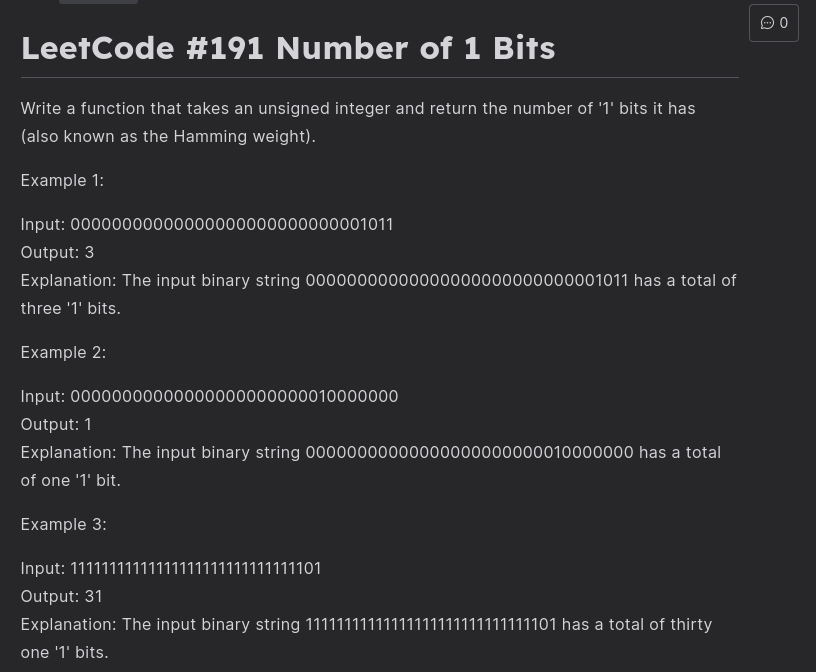 0
LeetCode #191 Number of 1 Bits
Write a function that takes an unsigned integer and return the number of '1' bits it has
(also known as the Hamming weight).
Example 1:
Input: 00000000000000000000000000001011
Output: 3
Explanation: The input binary string 00000000000000000000000000001011 has a total of
three '1' bits.
Example 2:
Input: 00000000000000000000000010000000
Output: 1
Explanation: The input binary string 00000000000000000000000010000000 has a total
of one '1' bit.
Example 3:
Input: 11111111111111111111111111111101
Output: 31
Explanation: The input binary string 11111111111111111111111111111101 has a total of thirty
one '1' bits.